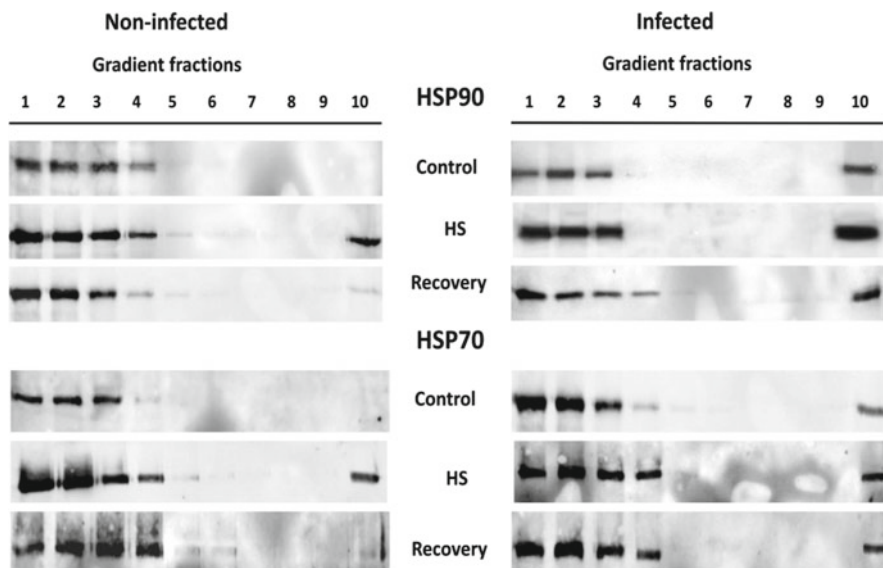 Non-infected Infected
Gradient fractions Gradient fractions
1 2 3 4 5 6 7 8 9 10 HSP90 1 2 3 4 5 6 7 8 9 10
Control
HS
Recovery
HSP70
Control
HS
Recovery